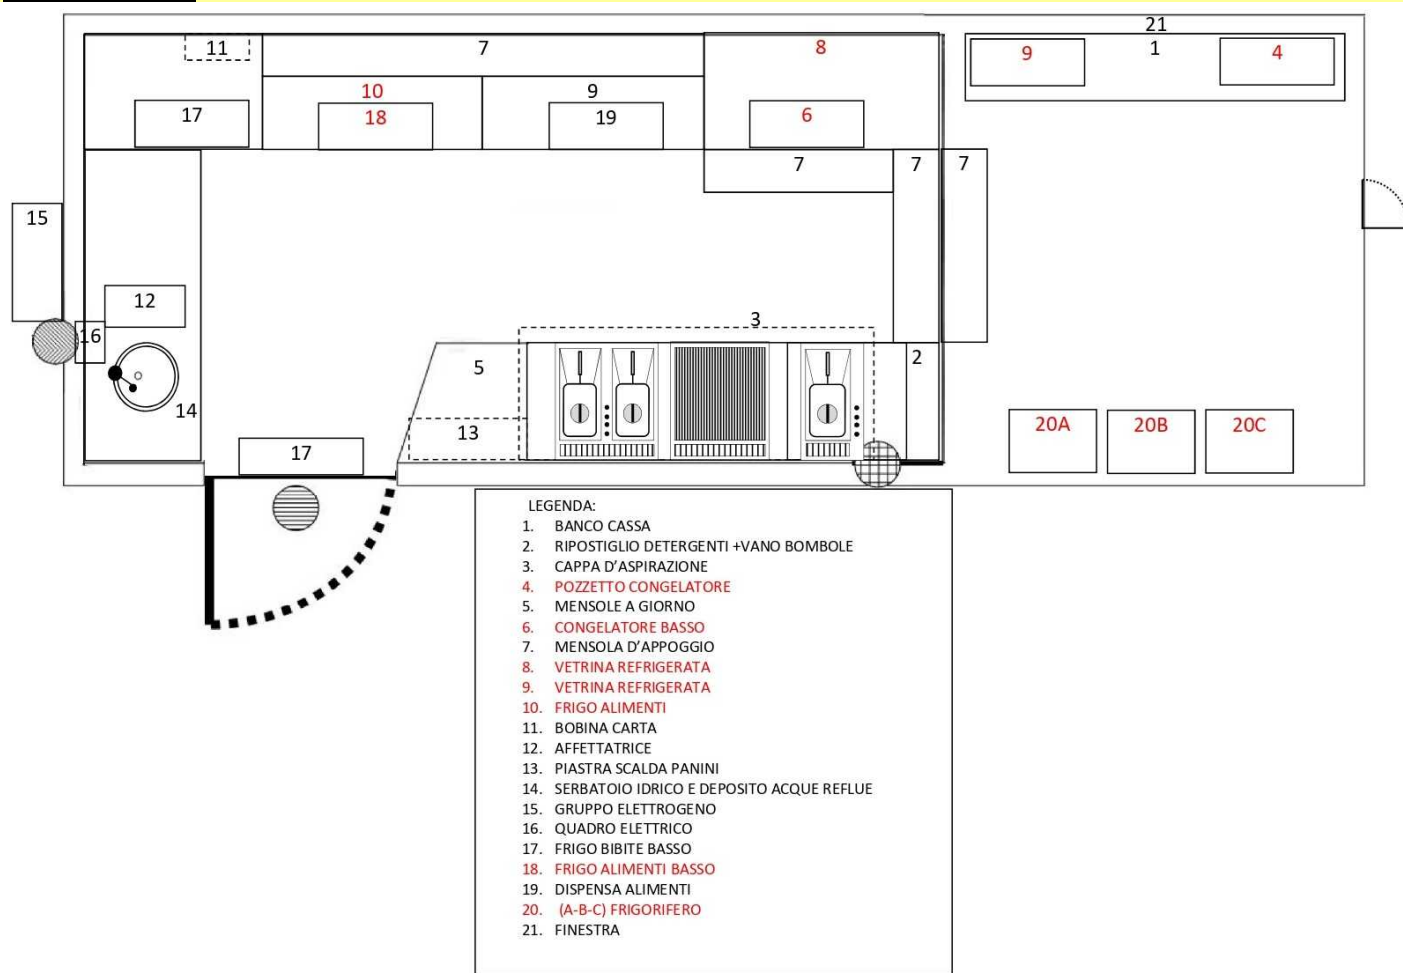 21
11
7
8
9
1
4
10
9
17
18
19
6
7
7
7
15
12
3
16
5
2
14
13
20A
20B
20C
17
LEGENDA:
1. BANCO CASSA
2. RIPOSTIGLIO DETERGENTI +VANO BOMBOLE
3. CAPPA D'ASPIRAZIONE
4. POZZETTO CONGELATORE
5. MENSOLE A GIORNO
6. CONGELATORE BASSO
7. MENSOLA D'APPOGGIO
8. VETRINA REFRIGERATA
9. VETRINA REFRIGERATA
10. FRIGO ALIMENTI
11. BOBINA CARTA
12. AFFETTATRICE
13. PIASTRA SCALDA PANINI
14. SERBATOIO IDRICO E DEPOSITO ACQUE REFLUE
15. GRUPPO ELETTROGENO
16. QUADRO ELETTRICO
17. FRIGO BIBITE BASSO
18. FRIGO ALIMENTI BASSO
19. DISPENSA ALIMENTI
20. (A-B-C) FRIGORIFERO
21. FINESTRA